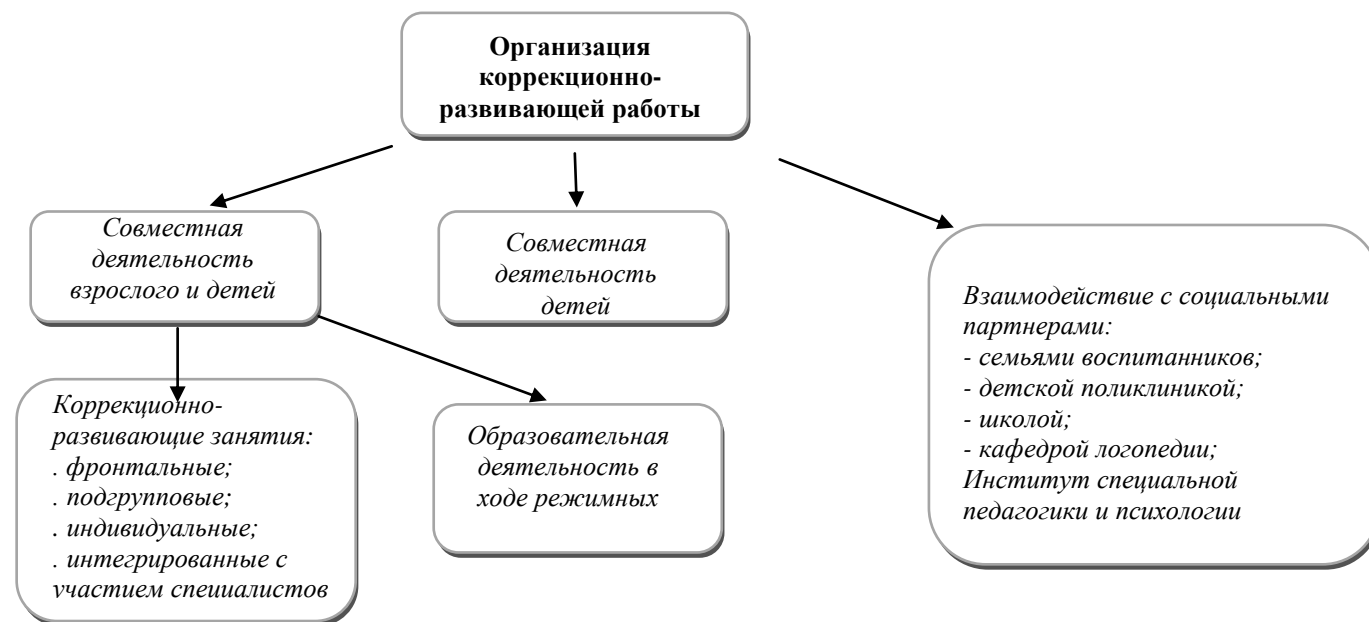 Организация
коррекционно-
развивающей работы
Совместная
деятельность
взрослого и детей
Совместная
деятельность
детей
Взаимодействие с социальными
партнерами:
- семьями воспитанников;
- детской поликлиникой;
- школой;
- кафедрой логопедии;
Институт специальной
педагогики и психологии
Коррекционно-
развивающие занятия:
. фронтальные;
. подгрупповые;
. индивидуальные;
. интегрированные с
участием специалистов
Образовательная
деятельность в
ходе режимных